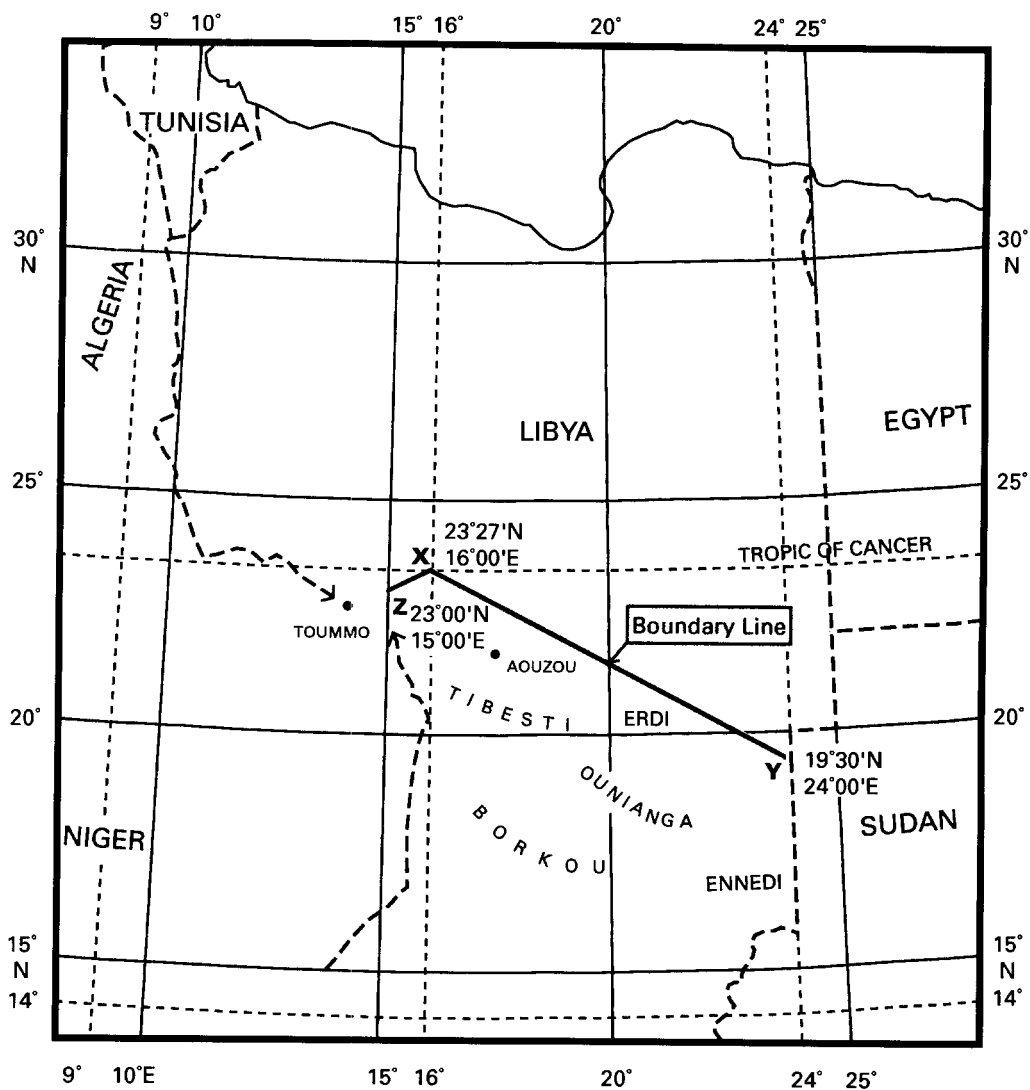 9° 10° 15° 16° 20° 24° 25°
TUNISIA
30°
N
30°
N
ALGERIA
LIBYA
EGYPT
25°
25°
23°27'N
16°00'E
X
TROPIC OF CANCER
Z
23°00'N
15°00'E
TOUMMO
Boundary Line
AOUZOU
TIBESTI
ERDI
20°
20°
Y
19°30'N
24°00'E
OUNIANGA
BORKOU
NIGER
SUDAN
ENNEDI
15°
N
14°
15°
N
14°
9° 10°E 15° 16° 20° 24° 25°